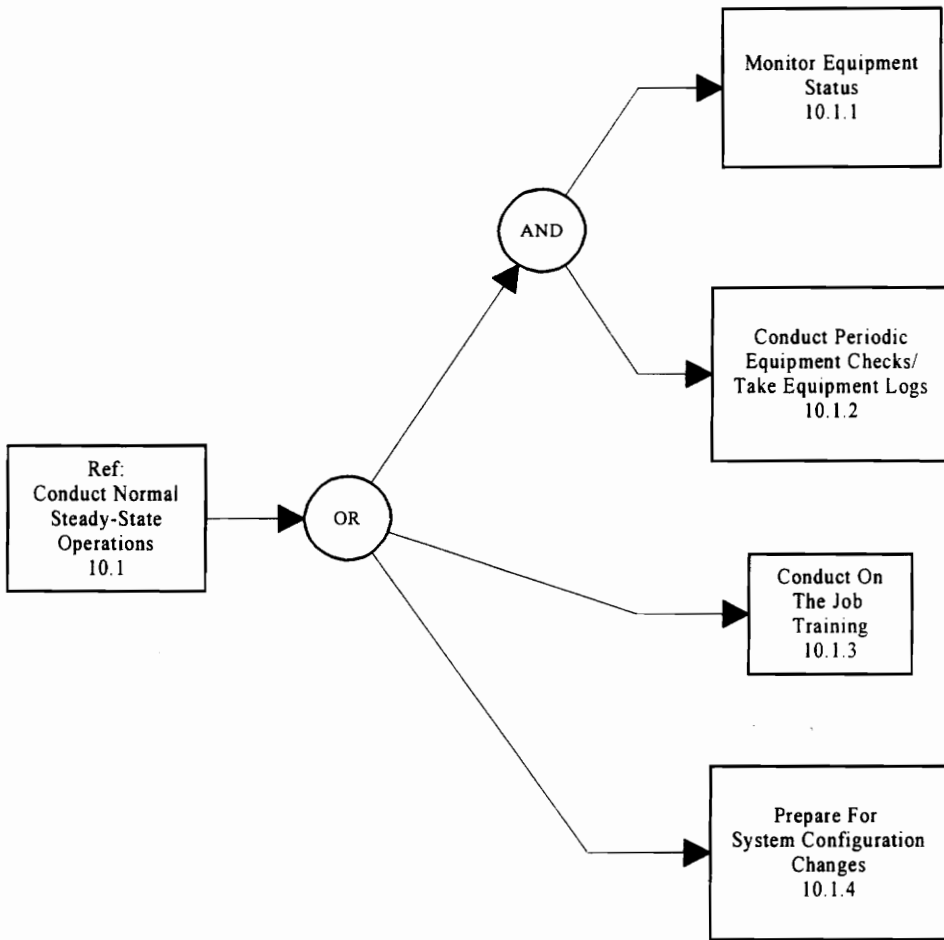 Monitor Equipment
Status
10.1.1
AND
Conduct Periodic
Equipment Checks/
Take Equipment Logs
10.1.2
Ref:
Conduct Normal
Steady-State
Operations
10.1
OR
Conduct On
The Job
Training
10.1.3
Prepare For
System Configuration
Changes
10.1.4